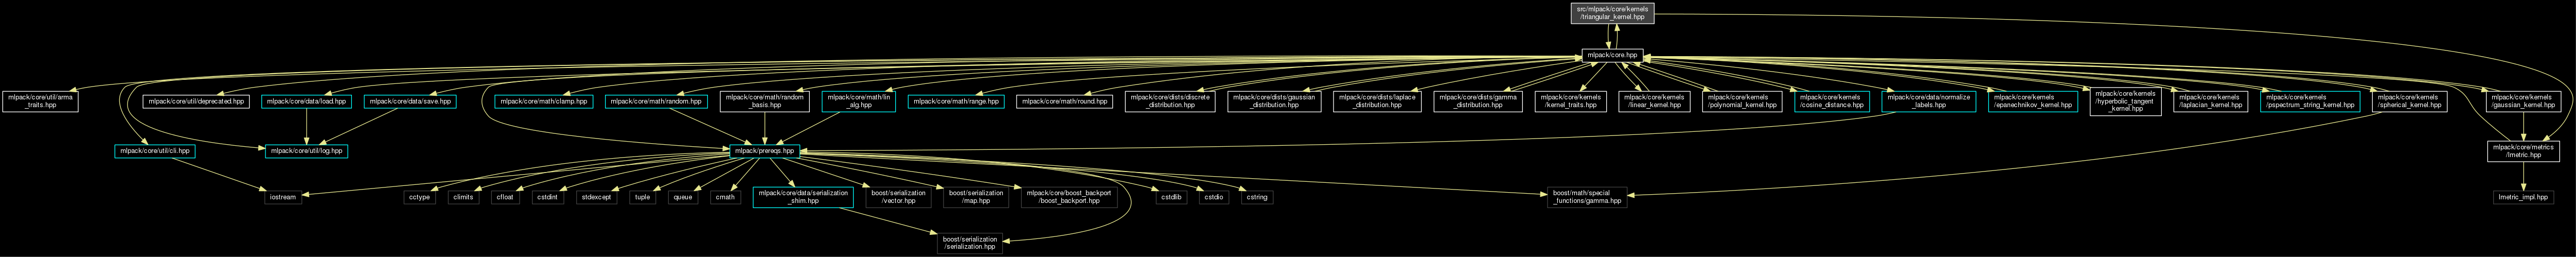 src/mlpack/core/kernels
/triangular_kernel.hpp
mlpack/core.hpp
mlpack/core/util/arma
_traits.hpp
mlpack/core/util/deprecated.hpp
mlpack/core/data/load.hpp
mlpack/core/data/save.hpp
mlpack/core/math/clamp.hpp
mlpack/core/math/random.hpp
mlpack/core/math/random
_basis.hpp
mlpack/core/math/lin
_alg.hpp
mlpack/core/math/range.hpp
mlpack/core/math/round.hpp
mlpack/core/dists/discrete
_distribution.hpp
mlpack/core/dists/gaussian
_distribution.hpp
mlpack/core/dists/laplace
_distribution.hpp
mlpack/core/dists/gamma
_distribution.hpp
mlpack/core/kernels
/kernel_traits.hpp
mlpack/core/kernels
/linear_kernel.hpp
mlpack/core/kernels
/polynomial_kernel.hpp
mlpack/core/kernels
/cosine_distance.hpp
mlpack/core/data/normalize
_labels.hpp
mlpack/core/kernels
/epanechnikov_kernel.hpp
mlpack/core/kernels
/hyperbolic_tangent
_kernel.hpp
mlpack/core/kernels
/laplacian_kernel.hpp
mlpack/core/kernels
/pspectrum_string_kernel.hpp
mlpack/core/kernels
/spherical_kernel.hpp
mlpack/core/kernels
/gaussian_kernel.hpp
mlpack/core/util/cli.hpp
mlpack/core/util/log.hpp
mlpack/prereqs.hpp
mlpack/core/metrics
/lmetric.hpp
iostream
cctype
climits
cfloat
cstdint
stdexcept
tuple
queue
cmath
mlpack/core/data/serialization
_shim.hpp
boost/serialization
/vector.hpp
boost/serialization
/map.hpp
mlpack/core/boost_backport
/boost_backport.hpp
cstdlib
cstdio
cstring
boost/math/special
_functions/gamma.hpp
lmetric_impl.hpp
boost/serialization
/serialization.hpp